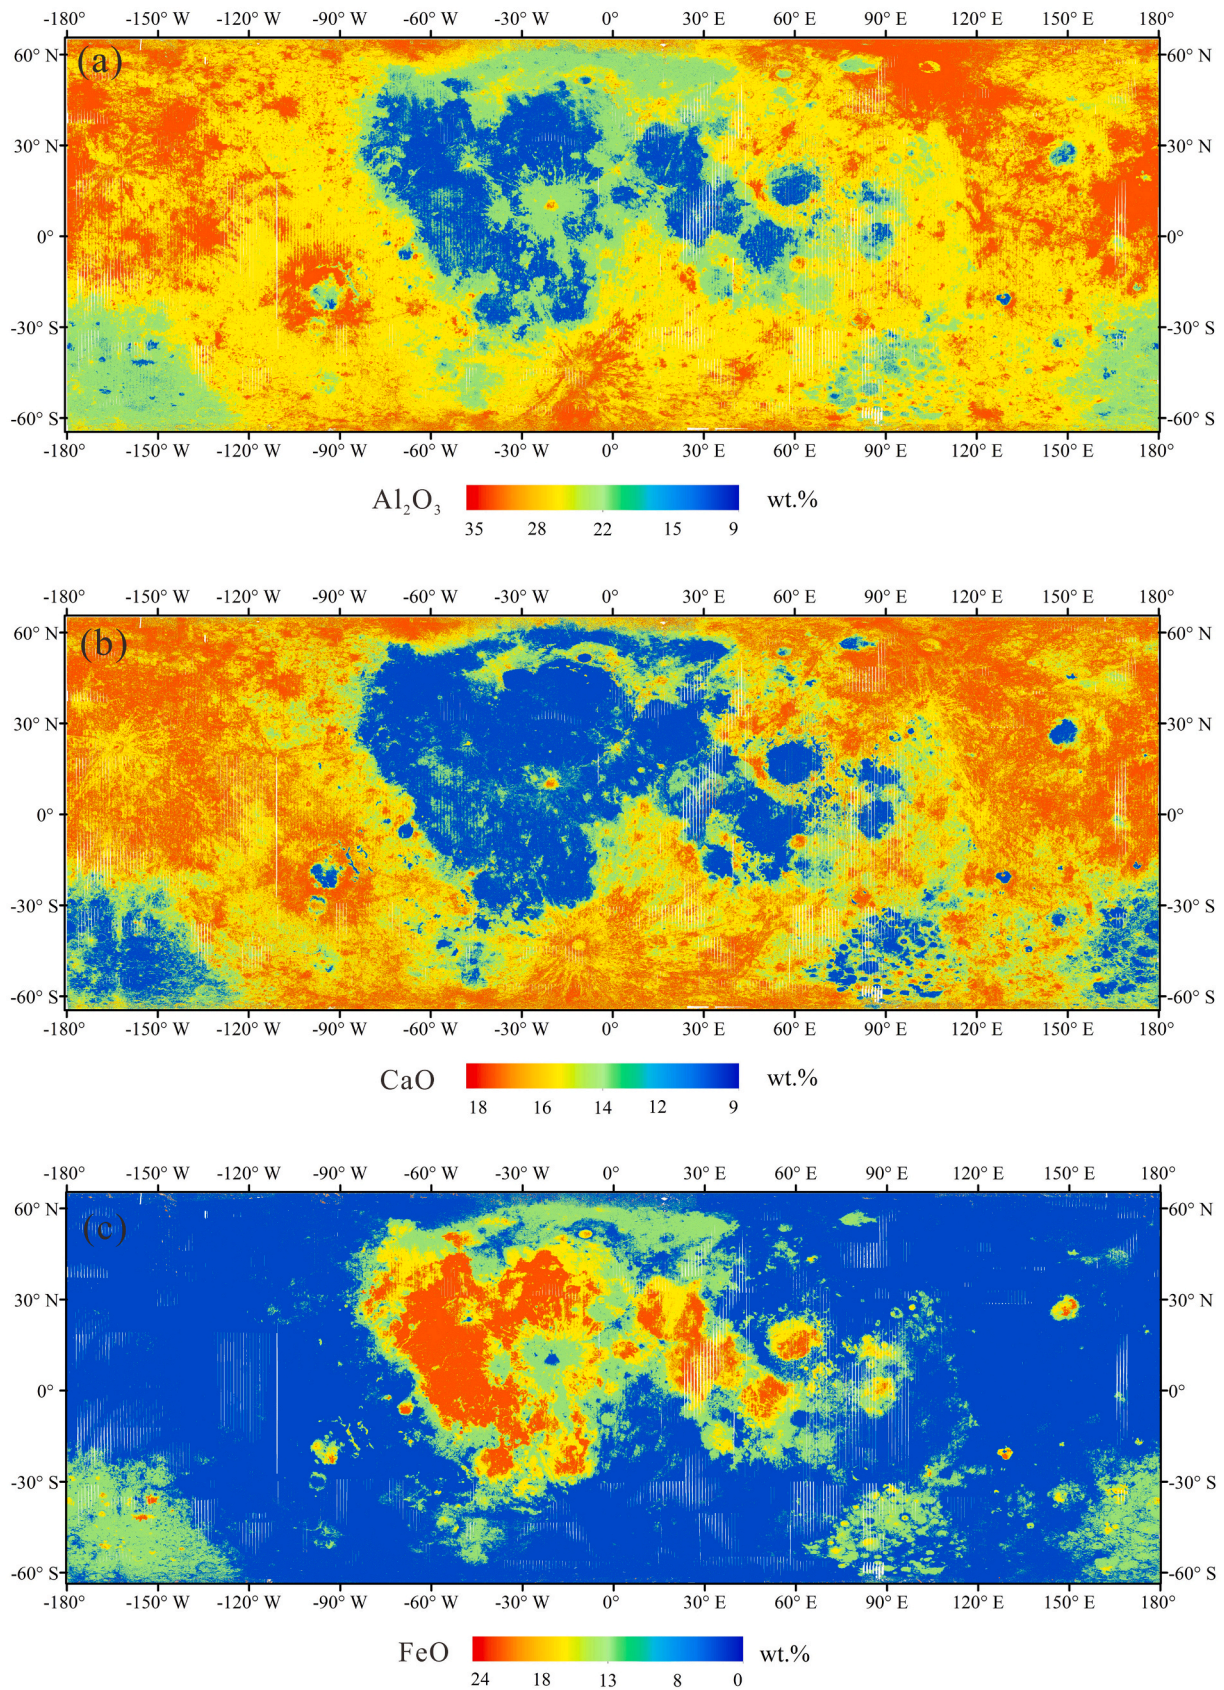 -180° -150° W -120° W -90° W -60° W -30° W 0° 30° E 60° E 90° E 120° E 150° E 180°
(a)
60° N 60° N
30° N 30° N
0° 0°
-30° S -30° S
-60° S -60° S
-180° -150° W -120° W -90° W -60° W -30° W 0° 30° E 60° E 90° E 120° E 150° E 180°
Al₂O₃ wt.%
35 28 22 15 9
-180° -150° W -120° W -90° W -60° W -30° W 0° 30° E 60° E 90° E 120° E 150° E 180°
(b)
60° N 60° N
30° N 30° N
0° 0°
-30° S -30° S
-60° S -60° S
-180° -150° W -120° W -90° W -60° W -30° W 0° 30° E 60° E 90° E 120° E 150° E 180°
CaO wt.%
18 16 14 12 9
-180° -150° W -120° W -90° W -60° W -30° W 0° 30° E 60° E 90° E 120° E 150° E 180°
60° N 60° N
(c)
30° N 30° N
0° 0°
-30° S -30° S
-60° S -60° S
-180° -150° W -120° W -90° W -60° W -30° W 0° 30° E 60° E 90° E 120° E 150° E 180°
FeO wt.%
24 18 13 8 0